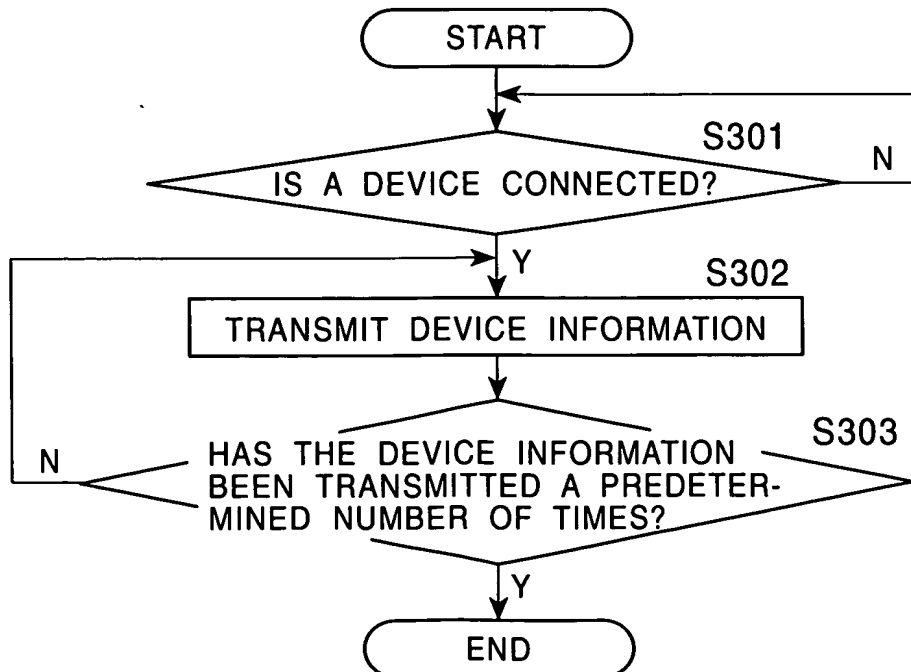 START
S301
IS A DEVICE CONNECTED?
N
Y
S302
TRANSMIT DEVICE INFORMATION
S303
N
HAS THE DEVICE INFORMATION
BEEN TRANSMITTED A PREDETER-
MINED NUMBER OF TIMES?
Y
END